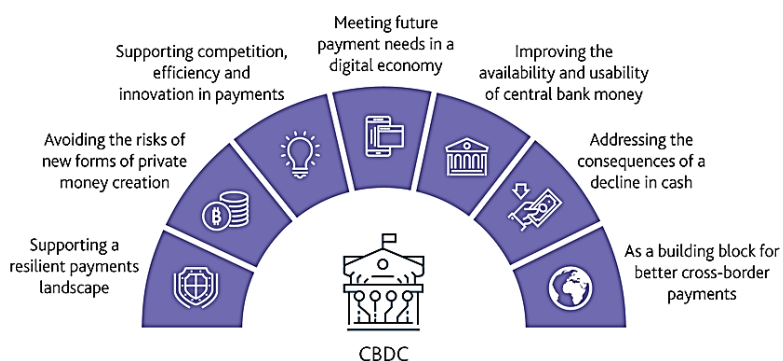 Supporting a
resilient payments
landscape
Avoiding the risks of
new forms of private
money creation
Supporting competition,
efficiency and
innovation in payments
Meeting future
payment needs in a
digital economy
Improving the
availability and usability
of central bank money
Addressing the
consequences of a
decline in cash
As a building block for
better cross-border
payments
CBDC